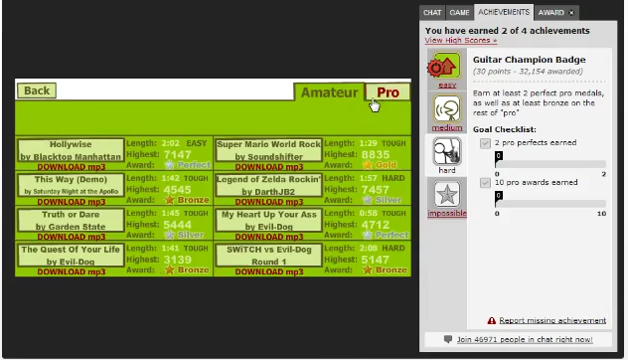 CHAT GAME ACHIEVEMENTS AWARD ×
You have earned 2 of 4 achievements
View High Scores »
Back
Amateur Pro
Hollywise
by Blacktop Manhattan
DOWNLOAD mp3
Length: 2:02 EASY
Highest: 7147
Award: Perfect
Super Mario World Rock
by Soundshifter
DOWNLOAD mp3
Length: 1:29 TOUGH
Highest: 8835
Award: Gold
This Way (Demo)
by Saturday Night at the Apollo
DOWNLOAD mp3
Length: 1:42 TOUGH
Highest: 4545
Award: Bronze
Legend of Zelda Rockin'
by DarthJB2
DOWNLOAD mp3
Length: 1:57 HARD
Highest: 7457
Award: Silver
Truth or Dare
by Garden State
DOWNLOAD mp3
Length: 1:45 TOUGH
Highest: 5444
Award: Silver
My Heart Up Your Ass
by Evil-Dog
DOWNLOAD mp3
Length: 0:58 TOUGH
Highest: 4712
Award: Perfect
The Quest Of Your Life
by Evil-Dog
DOWNLOAD mp3
Length: 1:41 TOUGH
Highest: 3139
Award: Bronze
SWiTCH vs Evil-Dog
Round 1
DOWNLOAD mp3
Length: 2:08 HARD
Highest: 5147
Award: Bronze
easy
medium
hard
impossible
Guitar Champion Badge
(30 points - 32,154 awarded)
Earn at least 2 perfect pro medals,
as well as at least bronze on the
rest of "pro"
Goal Checklist:
2 pro perfects earned
0
2
10 pro awards earned
0
10
Report missing achievement
Join 46971 people in chat right now!